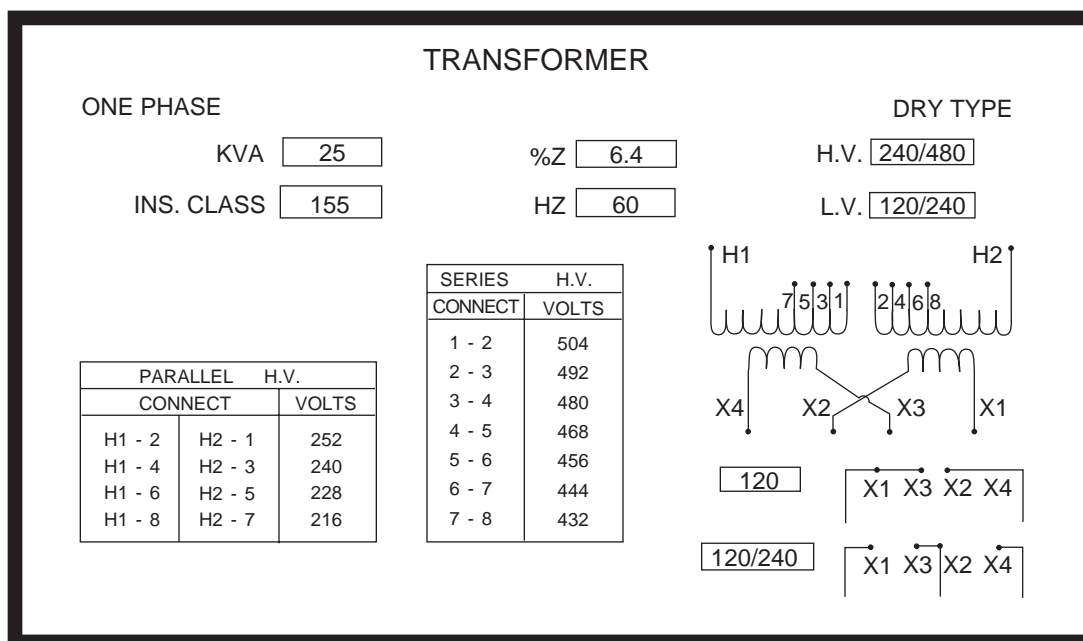 TRANSFORMER
ONE PHASE DRY TYPE
KVA 25 %Z 6.4 H.V. 240/480
INS. CLASS 155 HZ 60 L.V. 120/240
PARALLEL H.V.
CONNECT VOLTS
H1 - 2 H2 - 1 252
H1 - 4 H2 - 3 240
H1 - 6 H2 - 5 228
H1 - 8 H2 - 7 216
SERIES H.V.
CONNECT VOLTS
1 - 2 504
2 - 3 492
3 - 4 480
4 - 5 468
5 - 6 456
6 - 7 444
7 - 8 432
H1 H2
7 5 3 1 2 4 6 8
X4 X2 X3 X1
120 X1 X3 X2 X4
120/240 X1 X3 X2 X4